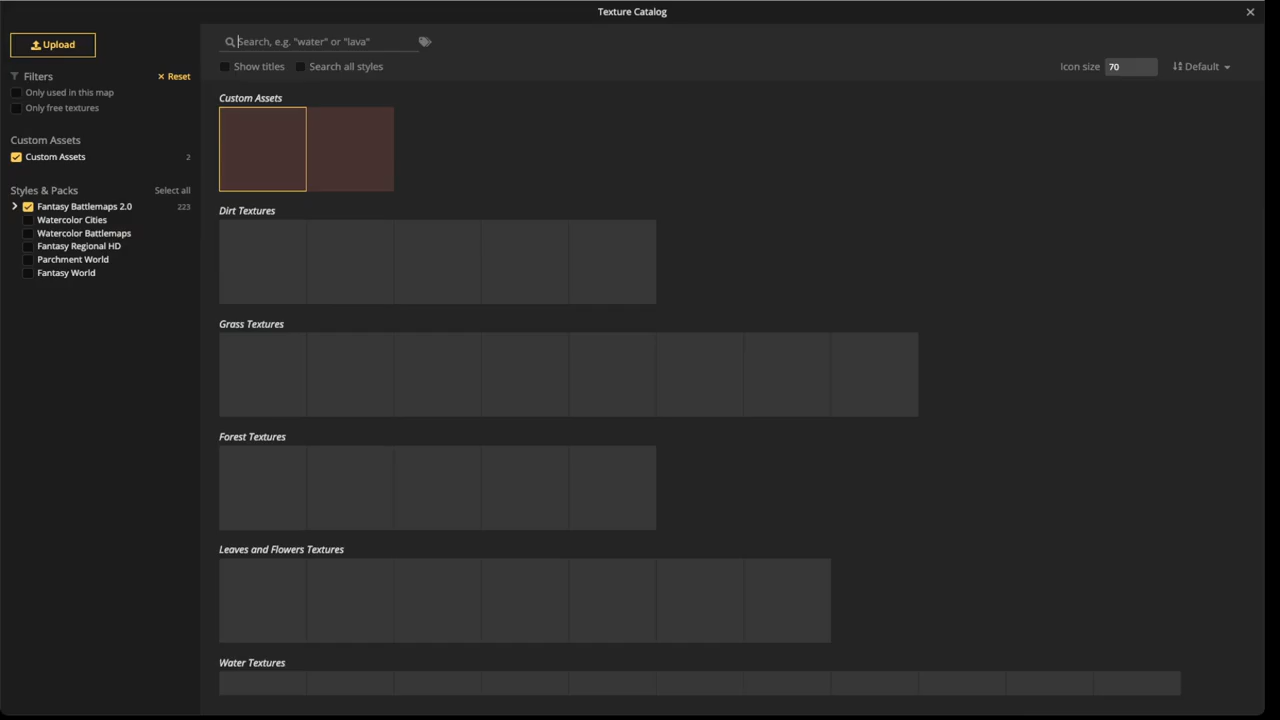 Texture Catalog
Upload
Search, e.g. "water" or "lava"
Filters
Reset
Show titles
Search all styles
Icon size
70
Default
Only used in this map
Only free textures
Custom Assets
Custom Assets
2
Styles & Packs
Select all
Fantasy Battlemaps 2.0
223
Watercolor Cities
Watercolor Battlemaps
Fantasy Regional HD
Parchment World
Fantasy World
Custom Assets
Dirt Textures
Grass Textures
Forest Textures
Leaves and Flowers Textures
Water Textures